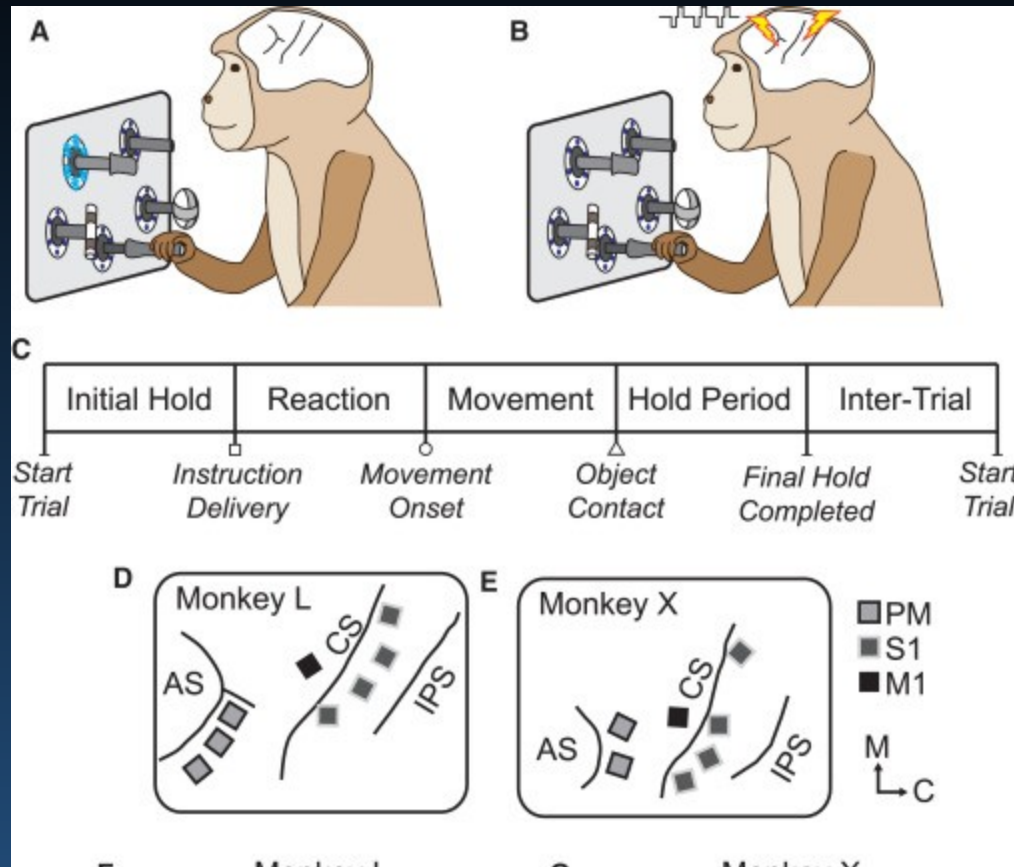 A
B
C
Initial Hold
Reaction
Movement
Hold Period
Inter-Trial
Start
Trial
Instruction
Delivery
Movement
Onset
Object
Contact
Final Hold
Completed
Start
Trial
D
Monkey L
AS
CS
IPS
E
Monkey X
AS
CS
IPS
PM
S1
M1
M
C